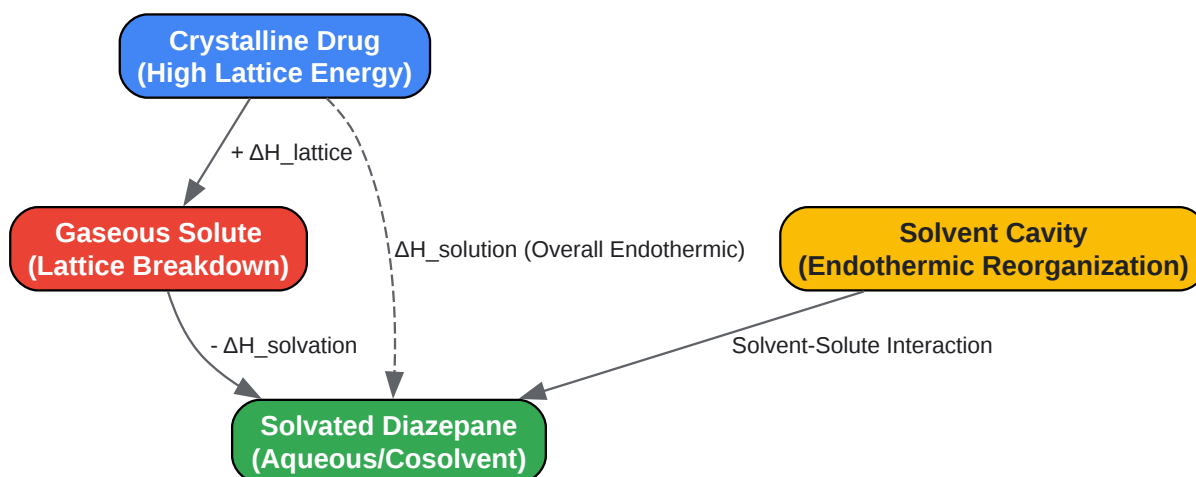 Crystalline Drug
(High Lattice Energy)
+ ΔH_lattice
Gaseous Solute
(Lattice Breakdown)
ΔH_solution (Overall Endothermic)
Solvent Cavity
(Endothermic Reorganization)
- ΔH_solvation
Solvent-Solute Interaction
Solvated Diazepane
(Aqueous/Cosolvent)